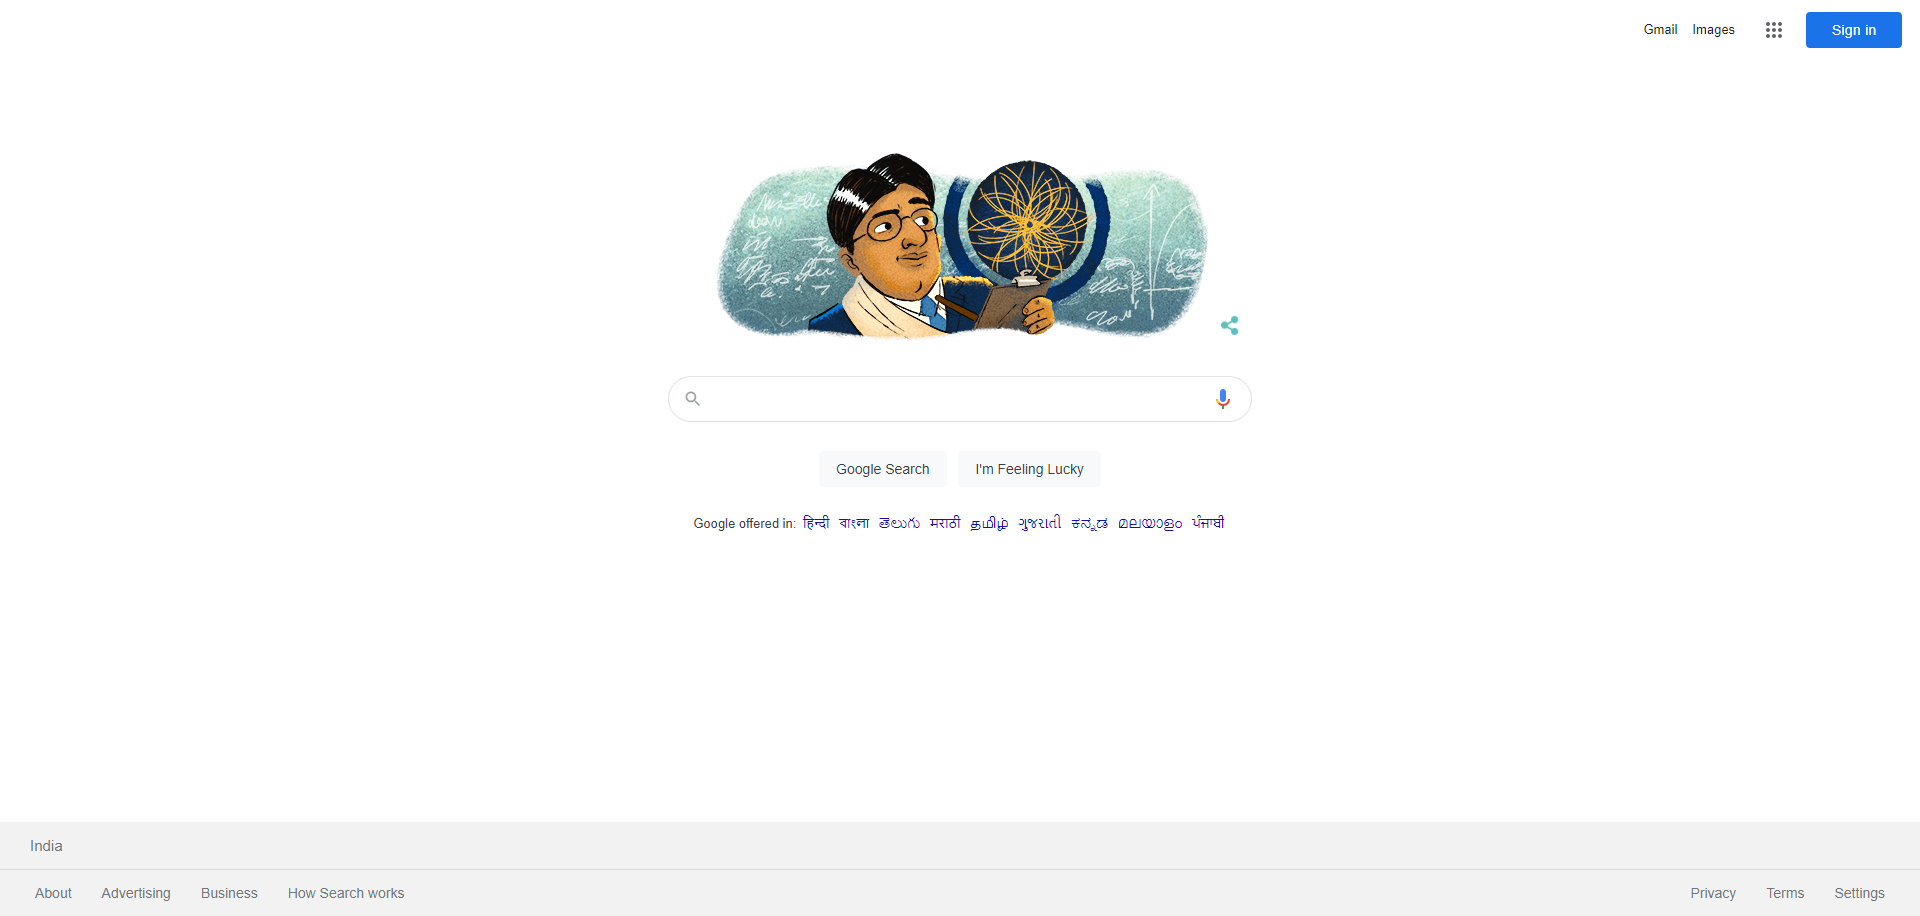 Gmail Images Sign in
Google Search I'm Feeling Lucky
Google offered in: हिन्दी বাংলা తెలుగు मराठी தமிழ் ગુજરાતી ಕನ್ನಡ മലയാളം ਪੰਜਾਬੀ
India
About Advertising Business How Search works Privacy Terms Settings